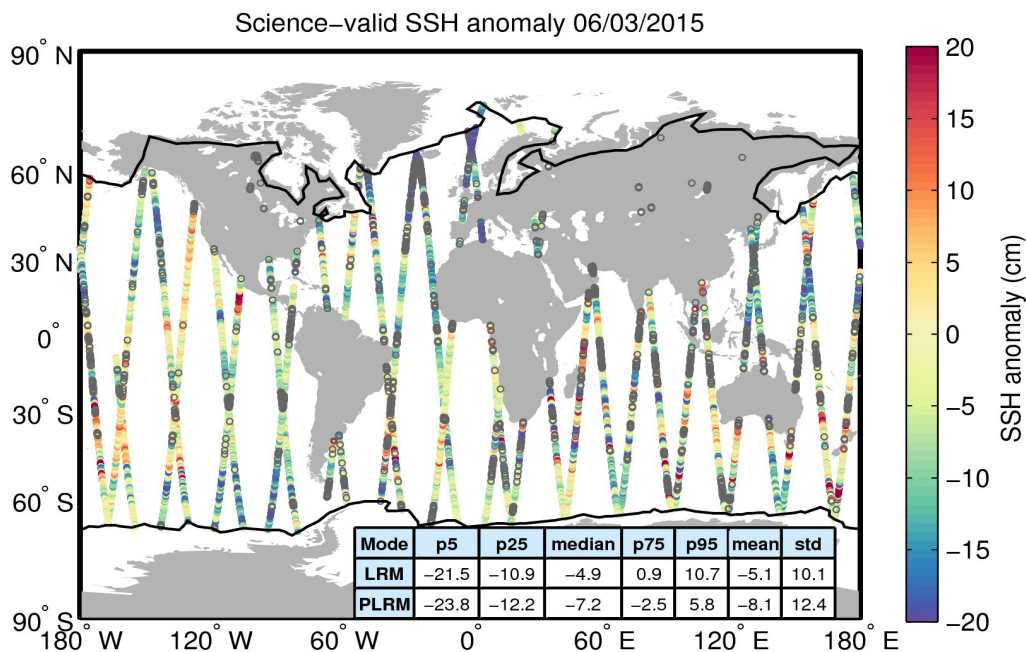 Science−valid SSH anomaly 06/03/2015
90° N
60° N
30° N
0°
30° S
60° S
90° S
180° W
120° W
60° W
0°
60° E
120° E
180° E
20
15
10
5
0
−5
−10
−15
−20
SSH anomaly (cm)
Mode p5 p25 median p75 p95 mean std
LRM −21.5 −10.9 −4.9 0.9 10.7 −5.1 10.1
PLRM −23.8 −12.2 −7.2 −2.5 5.8 −8.1 12.4